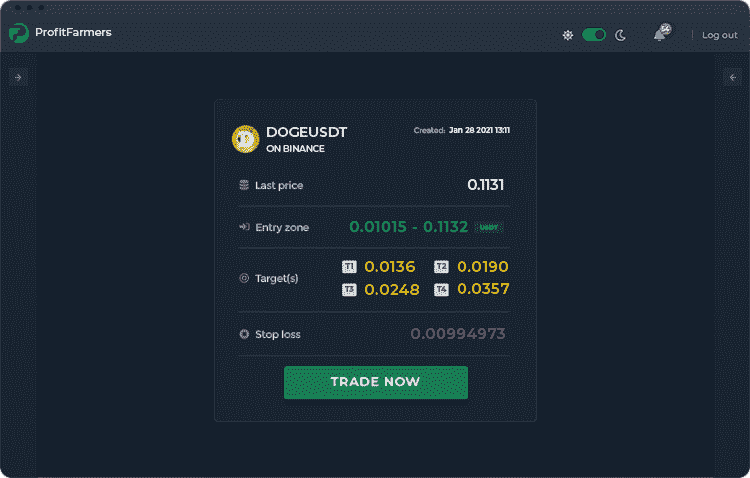 ProfitFarmers
54
Log out
DOGEUSDT
ON BINANCE
Created: Jan 28 2021 13:11
Last price 0.1131
Entry zone 0.01015 - 0.1132 USDT
Target(s)
T1 0.0136 T2 0.0190
T3 0.0248 T4 0.0357
Stop loss 0.00994973
TRADE NOW